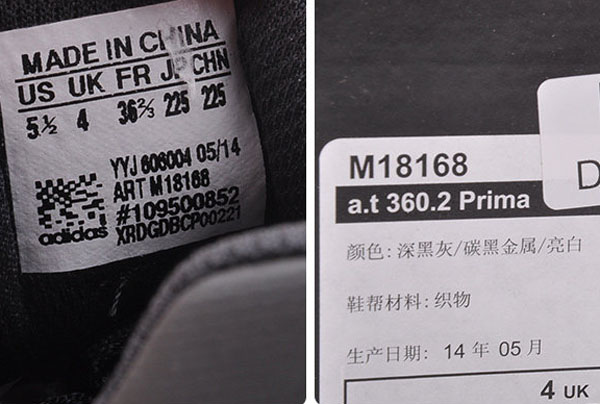 MADE IN CHINA
US UK FR JP CHN
5½ 4 36⅔ 225 225
YYJ 606004 05/14
ART M18168
#109500852
XRDGDBCP00221
adidas
M18168
D
a.t 360.2 Prima
颜色:深黑灰/碳黑金属/亮白
鞋帮材料:织物
生产日期: 14 年 05 月
4 UK